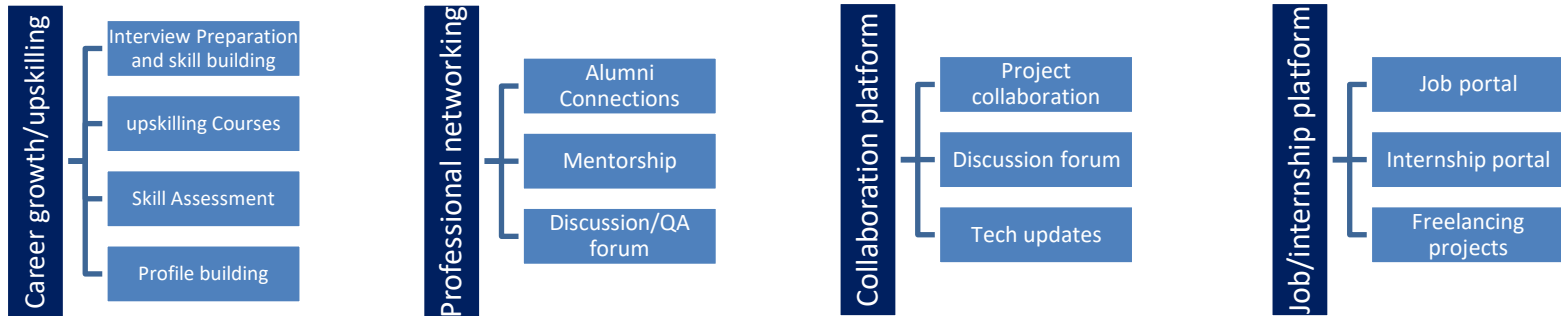 Career growth/upskilling
Interview Preparation
and skill building
upskilling Courses
Skill Assessment
Profile building
Professional networking
Alumni
Connections
Mentorship
Discussion/QA
forum
Collaboration platform
Project
collaboration
Discussion forum
Tech updates
Job/internship platform
Job portal
Internship portal
Freelancing
projects